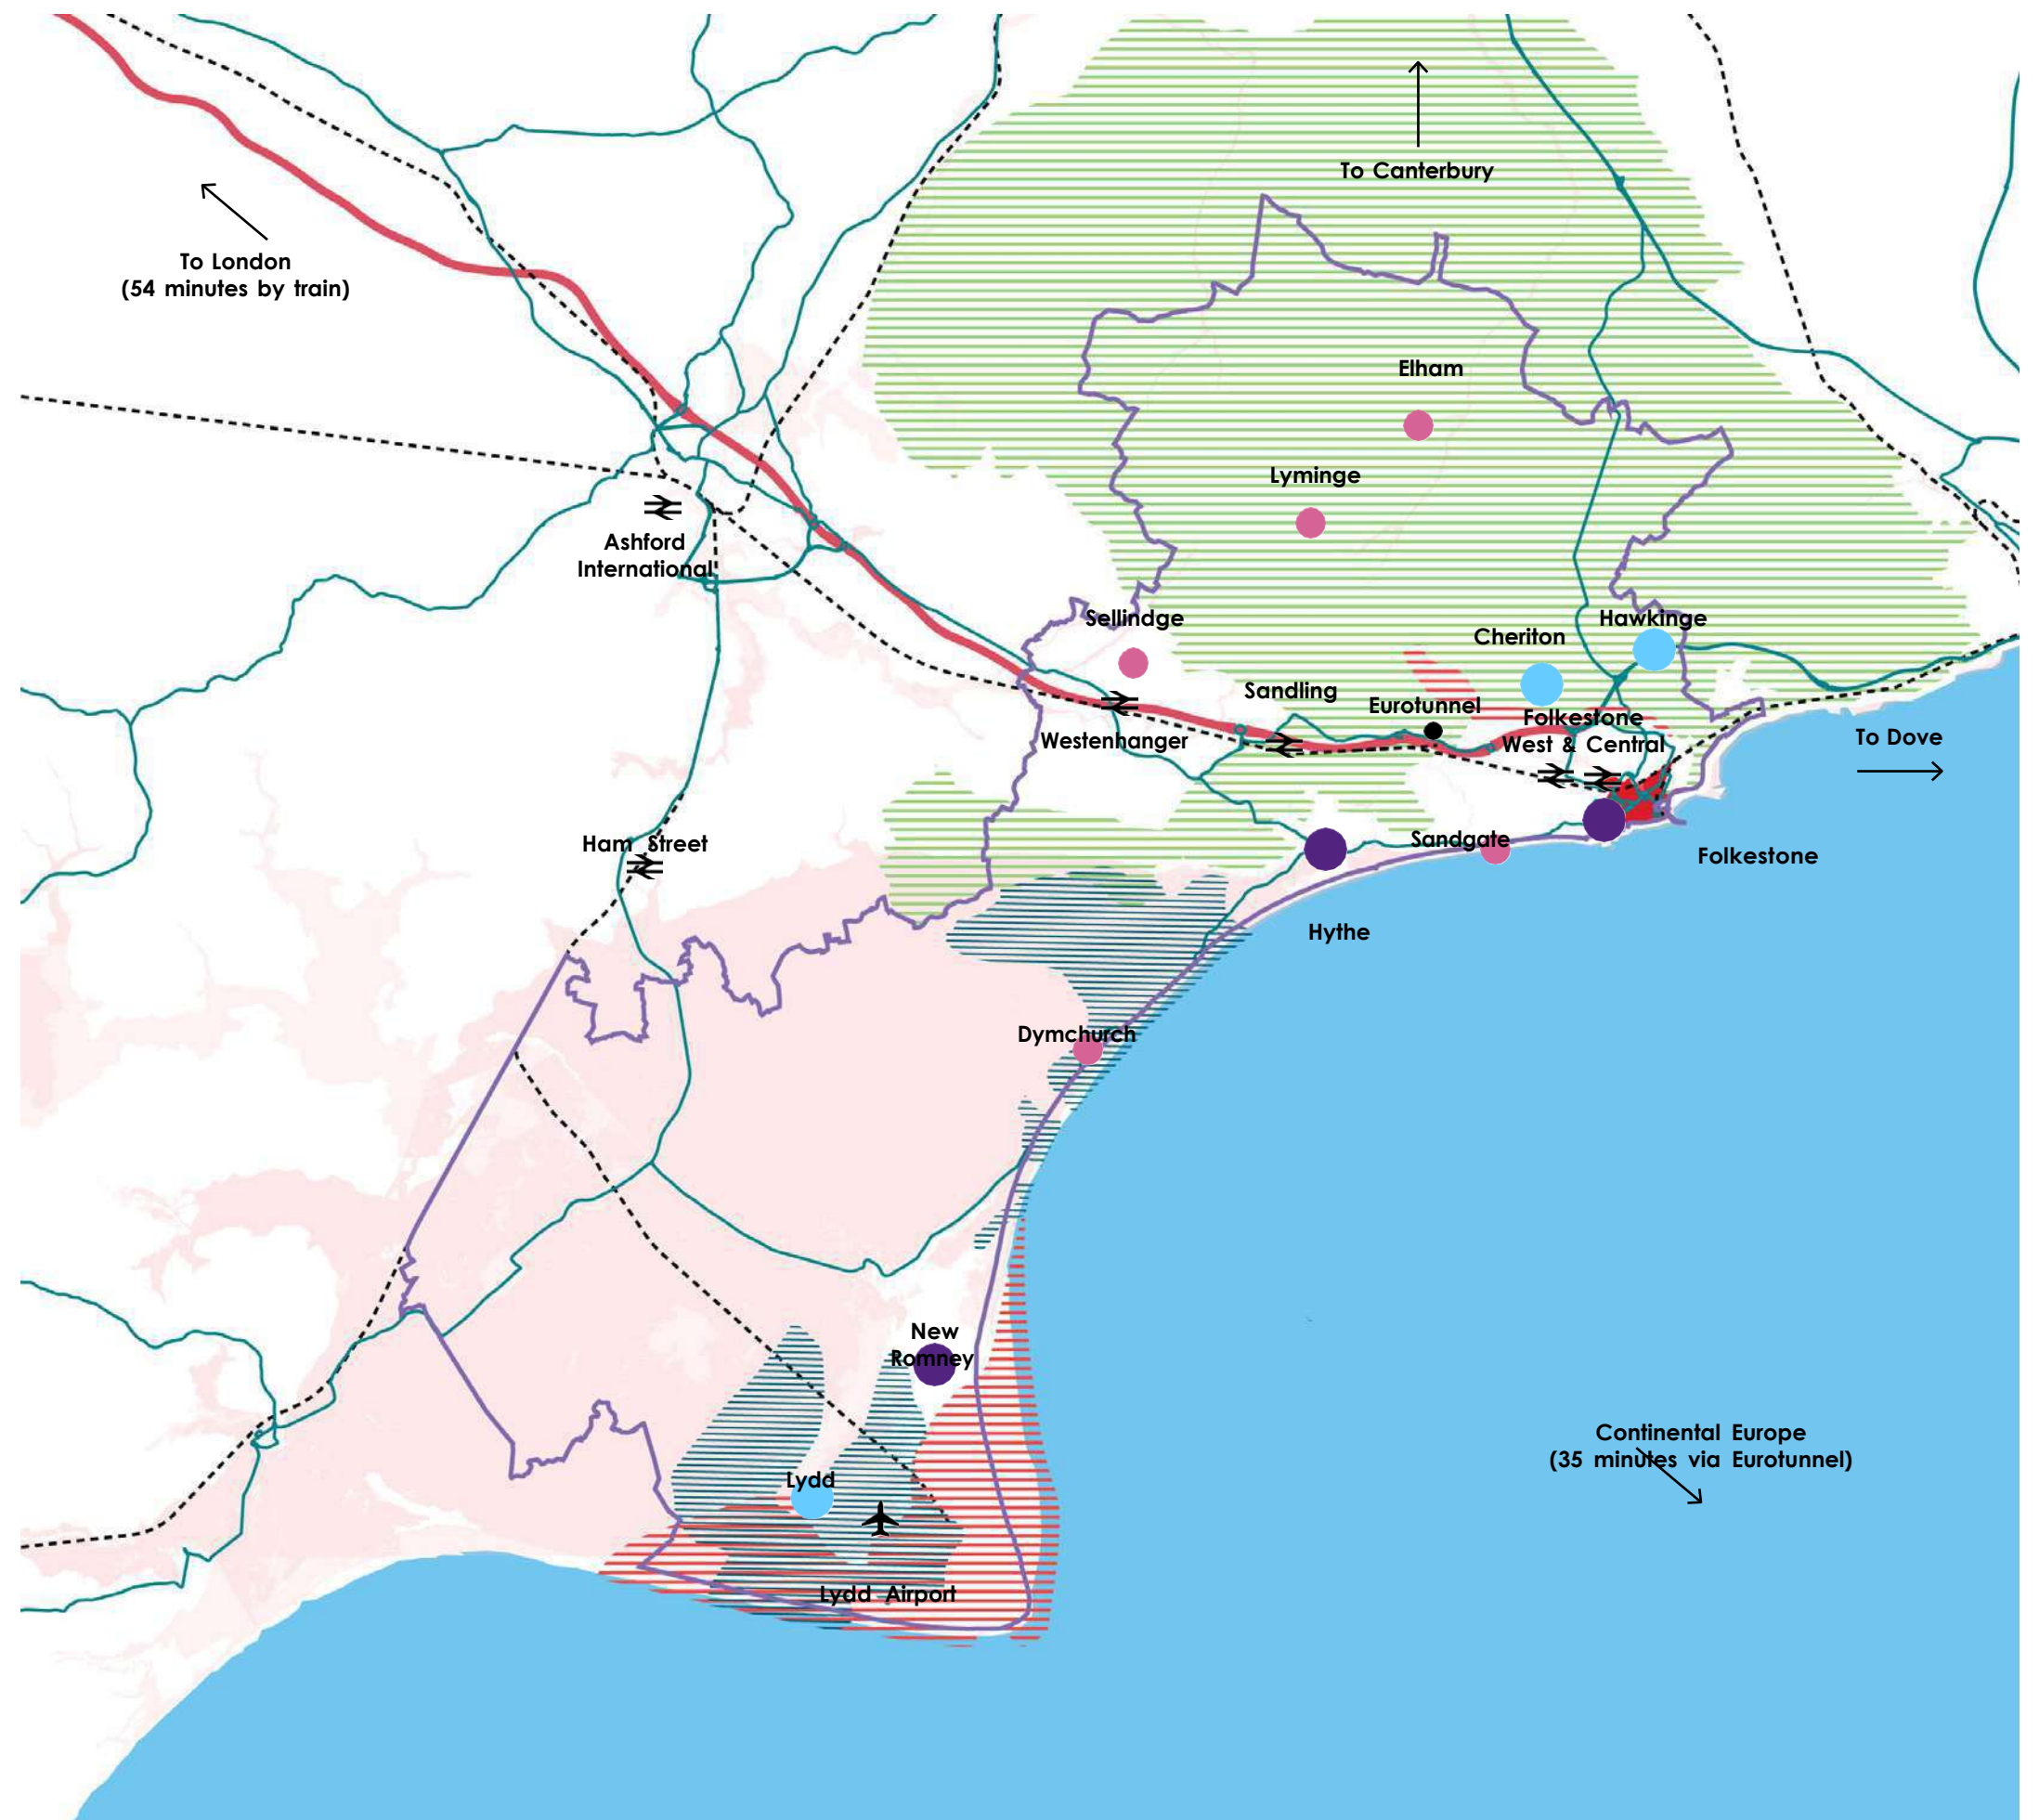 To Canterbury
To London
(54 minutes by train)
Elham
Lyminge
Ashford
International
Sellindge
Hawkinge
Cheriton
Sandling
Eurotunnel
Folkestone
West & Central
Westenhanger
To Dove
Ham Street
Sandgate
Folkestone
Hythe
Dymchurch
New
Romney
Continental Europe
(35 minutes via Eurotunnel)
Lydd
Lydd Airport